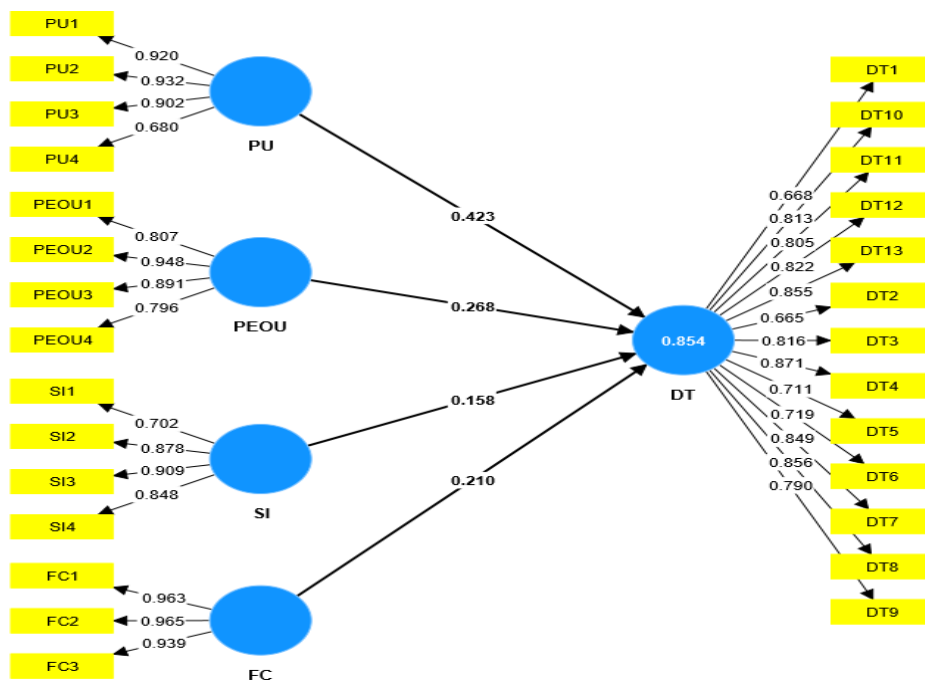 PU1
PU2
PU3
PU4
0.920
0.932
0.902
0.680
PU
PEOU1
PEOU2
PEOU3
PEOU4
0.807
0.948
0.891
0.796
PEOU
SI1
SI2
SI3
SI4
0.702
0.878
0.909
0.848
SI
FC1
FC2
FC3
0.963
0.965
0.939
FC
0.423
0.268
0.158
0.210
0.854
DT
0.668
0.813
0.805
0.822
0.855
0.665
0.816
0.871
0.711
0.719
0.849
0.856
0.790
DT1
DT10
DT11
DT12
DT13
DT2
DT3
DT4
DT5
DT6
DT7
DT8
DT9